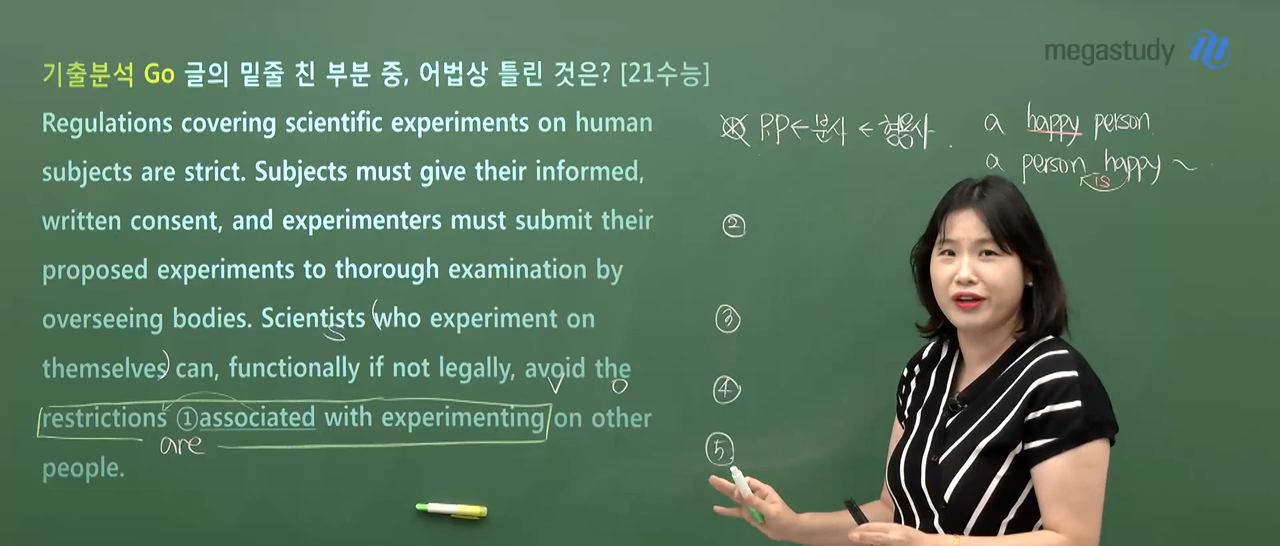 megastudy
기출분석 Go 글의 밑줄 친 부분 중, 어법상 틀린 것은? [21수능]
Regulations covering scientific experiments on human
subjects are strict. Subjects must give their informed,
written consent, and experimenters must submit their
proposed experiments to thorough examination by
overseeing bodies. Scientists (who experiment on
S
themselves) can, functionally if not legally, avoid the
V O
restrictions ①associated with experimenting on other
are
people.
① P.P ← 분사 ← 형용사.
a happy person
a person happy ~
is
②
③
④
⑤